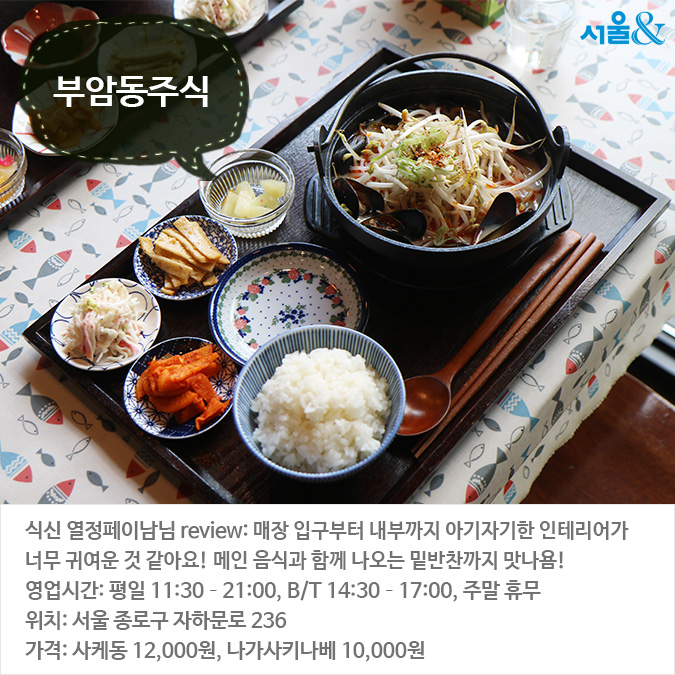 서울&
부암동주식
식신 열정페이남님 review: 매장 입구부터 내부까지 아기자기한 인테리어가
너무 귀여운 것 같아요! 메인 음식과 함께 나오는 밑반찬까지 맛나욤!
영업시간: 평일 11:30 - 21:00, B/T 14:30 - 17:00, 주말 휴무
위치: 서울 종로구 자하문로 236
가격: 사케동 12,000원, 나가사키나베 10,000원